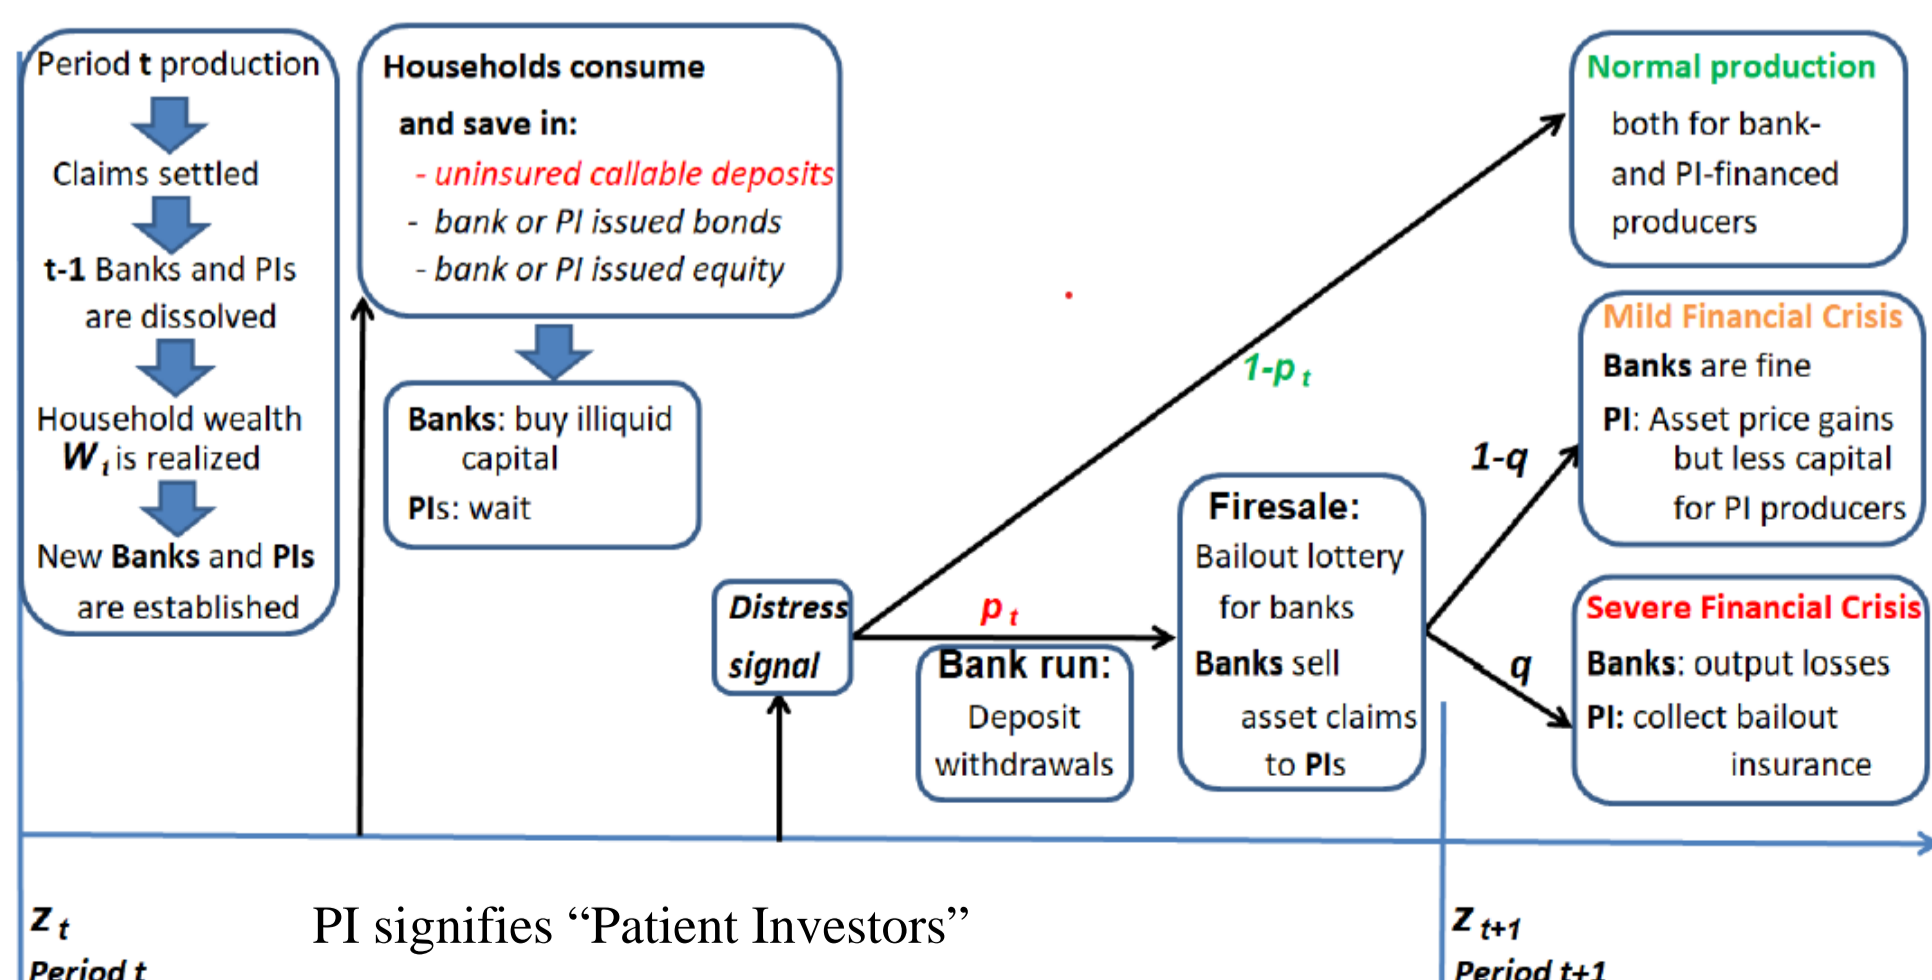 Period t production
Claims settled
t-1 Banks and PIs
are dissolved
Household wealth
W t is realized
New Banks and PIs
are established
Households consume
and save in:
- uninsured callable deposits
- bank or PI issued bonds
- bank or PI issued equity
Banks: buy illiquid
capital
PIs: wait
Distress
signal
1-p t
p t
Bank run:
Deposit
withdrawals
Firesale:
Bailout lottery
for banks
Banks sell
asset claims
to PIs
1-q
q
Normal production
both for bank-
and PI-financed
producers
Mild Financial Crisis
Banks are fine
PI: Asset price gains
but less capital
for PI producers
Severe Financial Crisis
Banks: output losses
PI: collect bailout
insurance
Z t
Period t
PI signifies “Patient Investors”
Z t+1
Period t+1